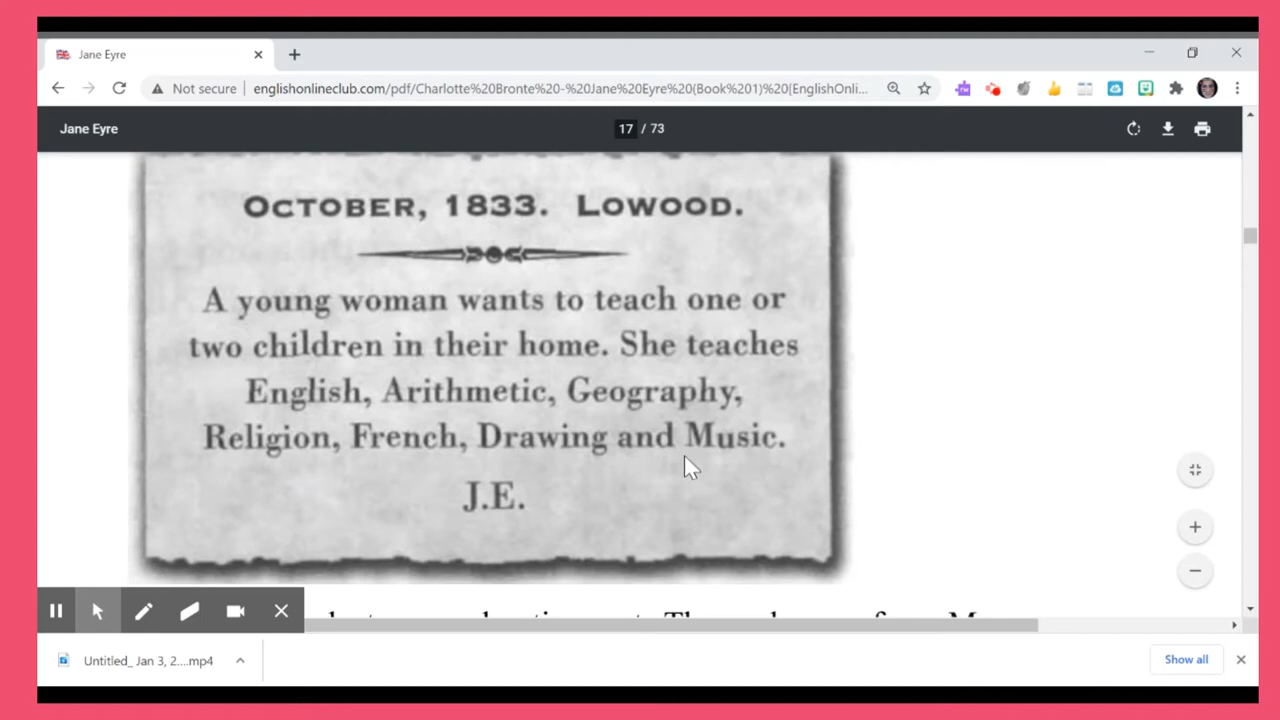 Jane Eyre
Not secure
englishonlineclub.com/pdf/Charlotte%20Bronte%20-%20Jane%20Eyre%20(Book%201)%20[EnglishOnli...
Jane Eyre
17 / 73
OCTOBER, 1833. LOWOOD.
A young woman wants to teach one or
two children in their home. She teaches
English, Arithmetic, Geography,
Religion, French, Drawing and Music.
J.E.
Untitled_ Jan 3, 2....mp4
Show all